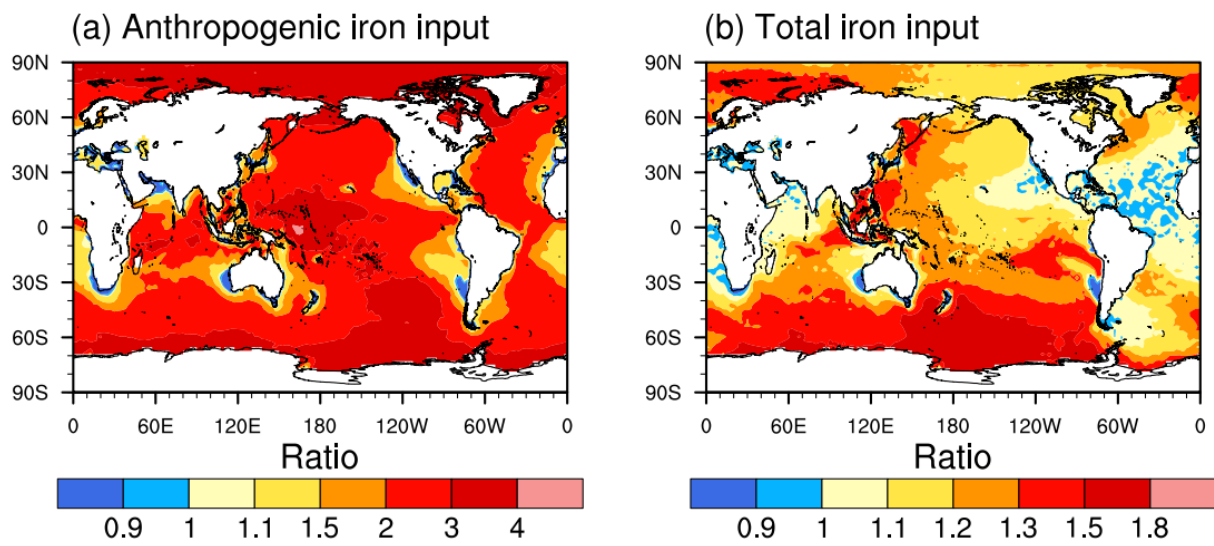 (a) Anthropogenic iron input
90N
60N
30N
0
30S
60S
90S
0 60E 120E 180 120W 60W 0
Ratio
0.9 1 1.1 1.5 2 3 4
(b) Total iron input
90N
60N
30N
0
30S
60S
90S
0 60E 120E 180 120W 60W 0
Ratio
0.9 1 1.1 1.2 1.3 1.5 1.8